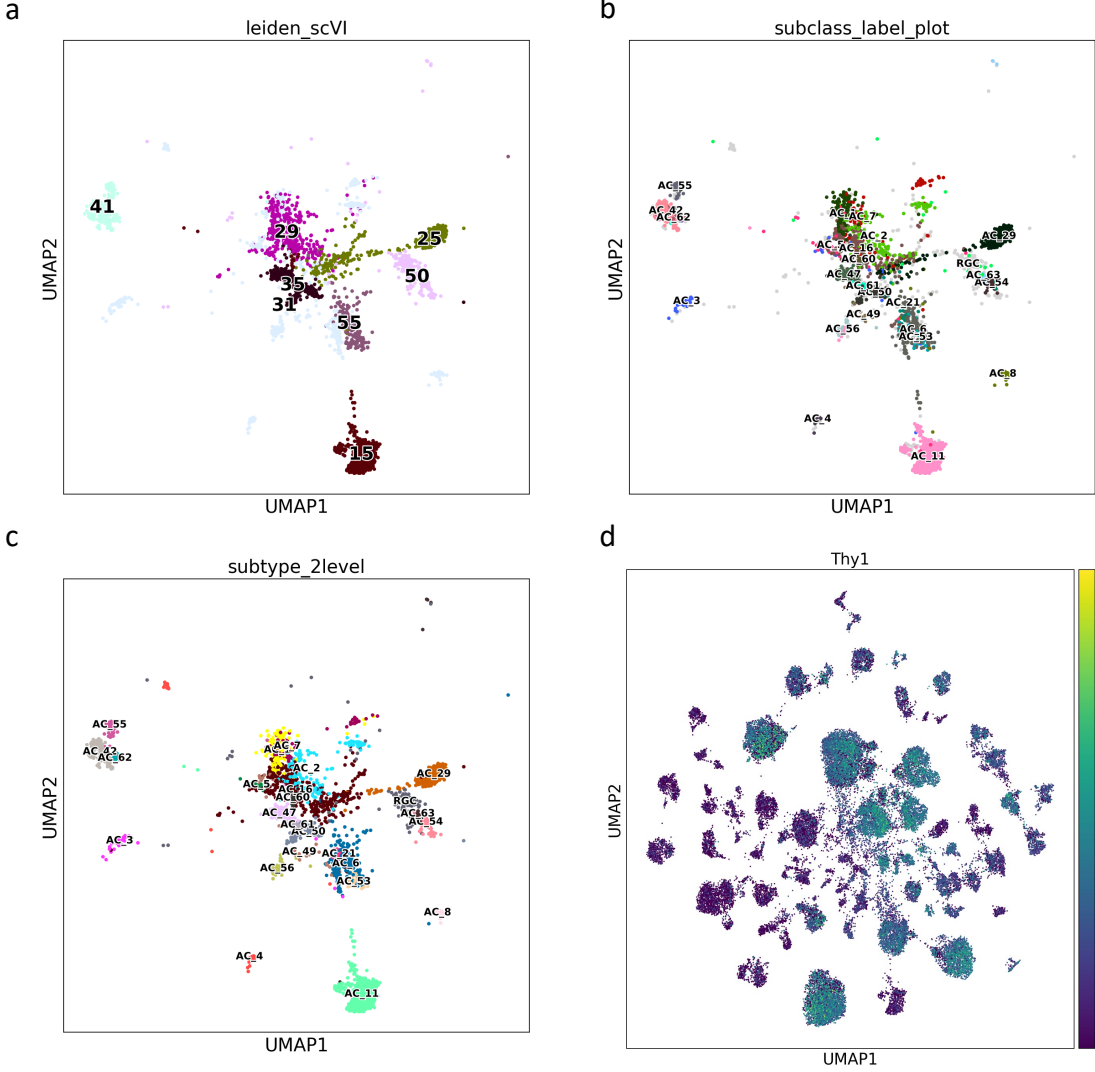 a
leiden_scVI
41
29
25
35
50
31
55
15
UMAP2
UMAP1
b
subclass_label_plot
AC_55
AC_42
AC_62
AC_7
AC_2
AC_29
AC_16
AC_60
RGC
AC_47
AC_63
AC_61
AC_54
AC_50
AC_3
AC_21
AC_49
AC_56
AC_6
AC_53
AC_8
AC_4
AC_11
UMAP2
UMAP1
c
subtype_2level
AC_55
AC_42
AC_62
AC_7
AC_2
AC_29
AC_5
AC_16
AC_60
RGC
AC_47
AC_63
AC_61
AC_54
AC_50
AC_3
AC_49
AC_21
AC_56
AC_6
AC_53
AC_8
AC_4
AC_11
UMAP2
UMAP1
d
Thy1
UMAP2
UMAP1